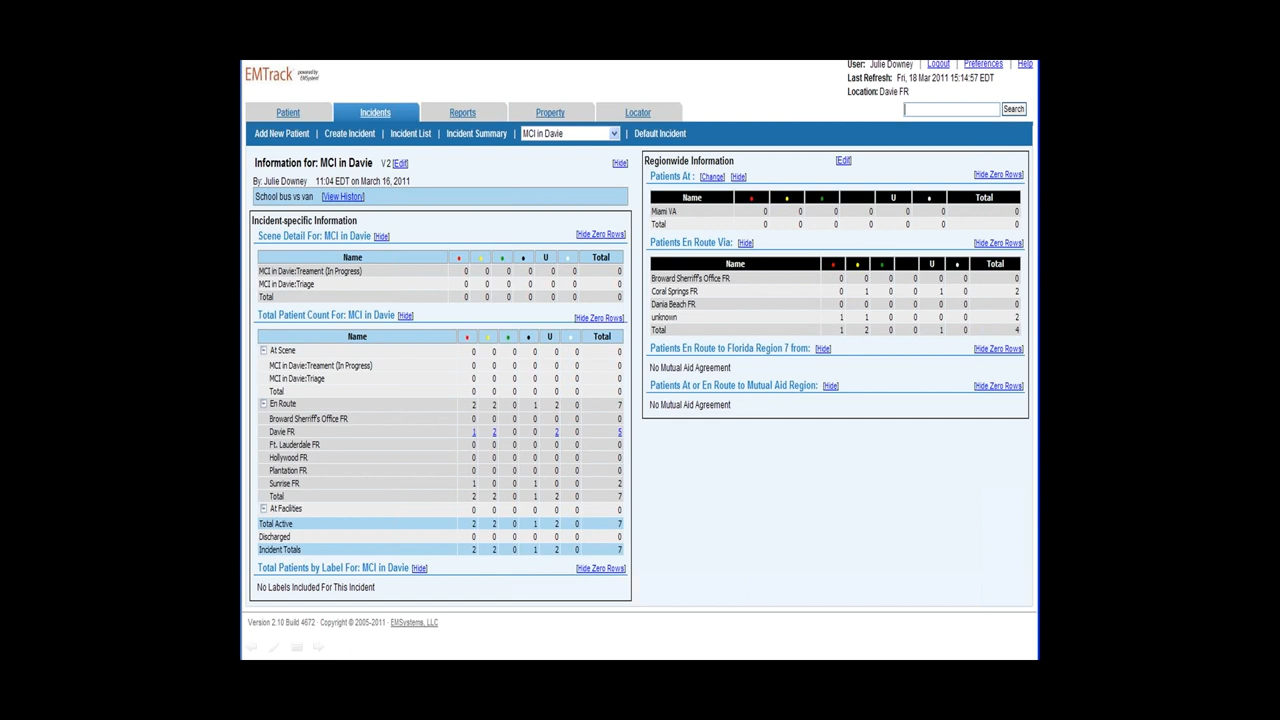 EMTrack powered by EMSystem
User: Julie Downey | Logout | Preferences | Help
Last Refresh: Fri, 18 Mar 2011 15:14:57 EDT
Location: Davie FR
Search
Patient Incidents Reports Property Locator
Add New Patient | Create Incident | Incident List | Incident Summary | MCI in Davie | Default Incident
Information for: MCI in Davie V2 [Edit] [Hide]
By: Julie Downey 11:04 EDT on March 16, 2011
School bus vs van [View History]
Incident-specific Information
Scene Detail For: MCI in Davie [Hide] [Hide Zero Rows]
Name U Total
MCI in Davie:Treament (In Progress) 0 0 0 0 0 0 0
MCI in Davie:Triage 0 0 0 0 0 0 0
Total 0 0 0 0 0 0 0
Total Patient Count For: MCI in Davie [Hide] [Hide Zero Rows]
Name U Total
At Scene 0 0 0 0 0 0 0
MCI in Davie:Treament (In Progress) 0 0 0 0 0 0 0
MCI in Davie:Triage 0 0 0 0 0 0 0
Total 0 0 0 0 0 0 0
En Route 2 2 0 1 2 0 7
Broward Sherriff's Office FR 0 0 0 0 0 0 0
Davie FR 1 2 0 0 2 0 5
Ft. Lauderdale FR 0 0 0 0 0 0 0
Hollywood FR 0 0 0 0 0 0 0
Plantation FR 0 0 0 0 0 0 0
Sunrise FR 1 0 0 1 0 0 2
Total 2 2 0 1 2 0 7
At Facilities 0 0 0 0 0 0 0
Total Active 2 2 0 1 2 0 7
Discharged 0 0 0 0 0 0 0
Incident Totals 2 2 0 1 2 0 7
Total Patients by Label For: MCI in Davie [Hide] [Hide Zero Rows]
No Labels Included For This Incident
Regionwide Information [Edit]
Patients At : [Change] [Hide] [Hide Zero Rows]
Name U Total
Miami VA 0 0 0 0 0 0 0
Total 0 0 0 0 0 0 0
Patients En Route Via: [Hide] [Hide Zero Rows]
Name U Total
Broward Sherriff's Office FR 0 0 0 0 0 0 0
Coral Springs FR 0 1 0 0 1 0 2
Dania Beach FR 0 0 0 0 0 0 0
unknown 1 1 0 0 0 0 2
Total 1 2 0 0 1 0 4
Patients En Route to Florida Region 7 from: [Hide] [Hide Zero Rows]
No Mutual Aid Agreement
Patients At or En Route to Mutual Aid Region: [Hide] [Hide Zero Rows]
No Mutual Aid Agreement
Version 2.10 Build 4672 · Copyright © 2005-2011 · EMSystems, LLC